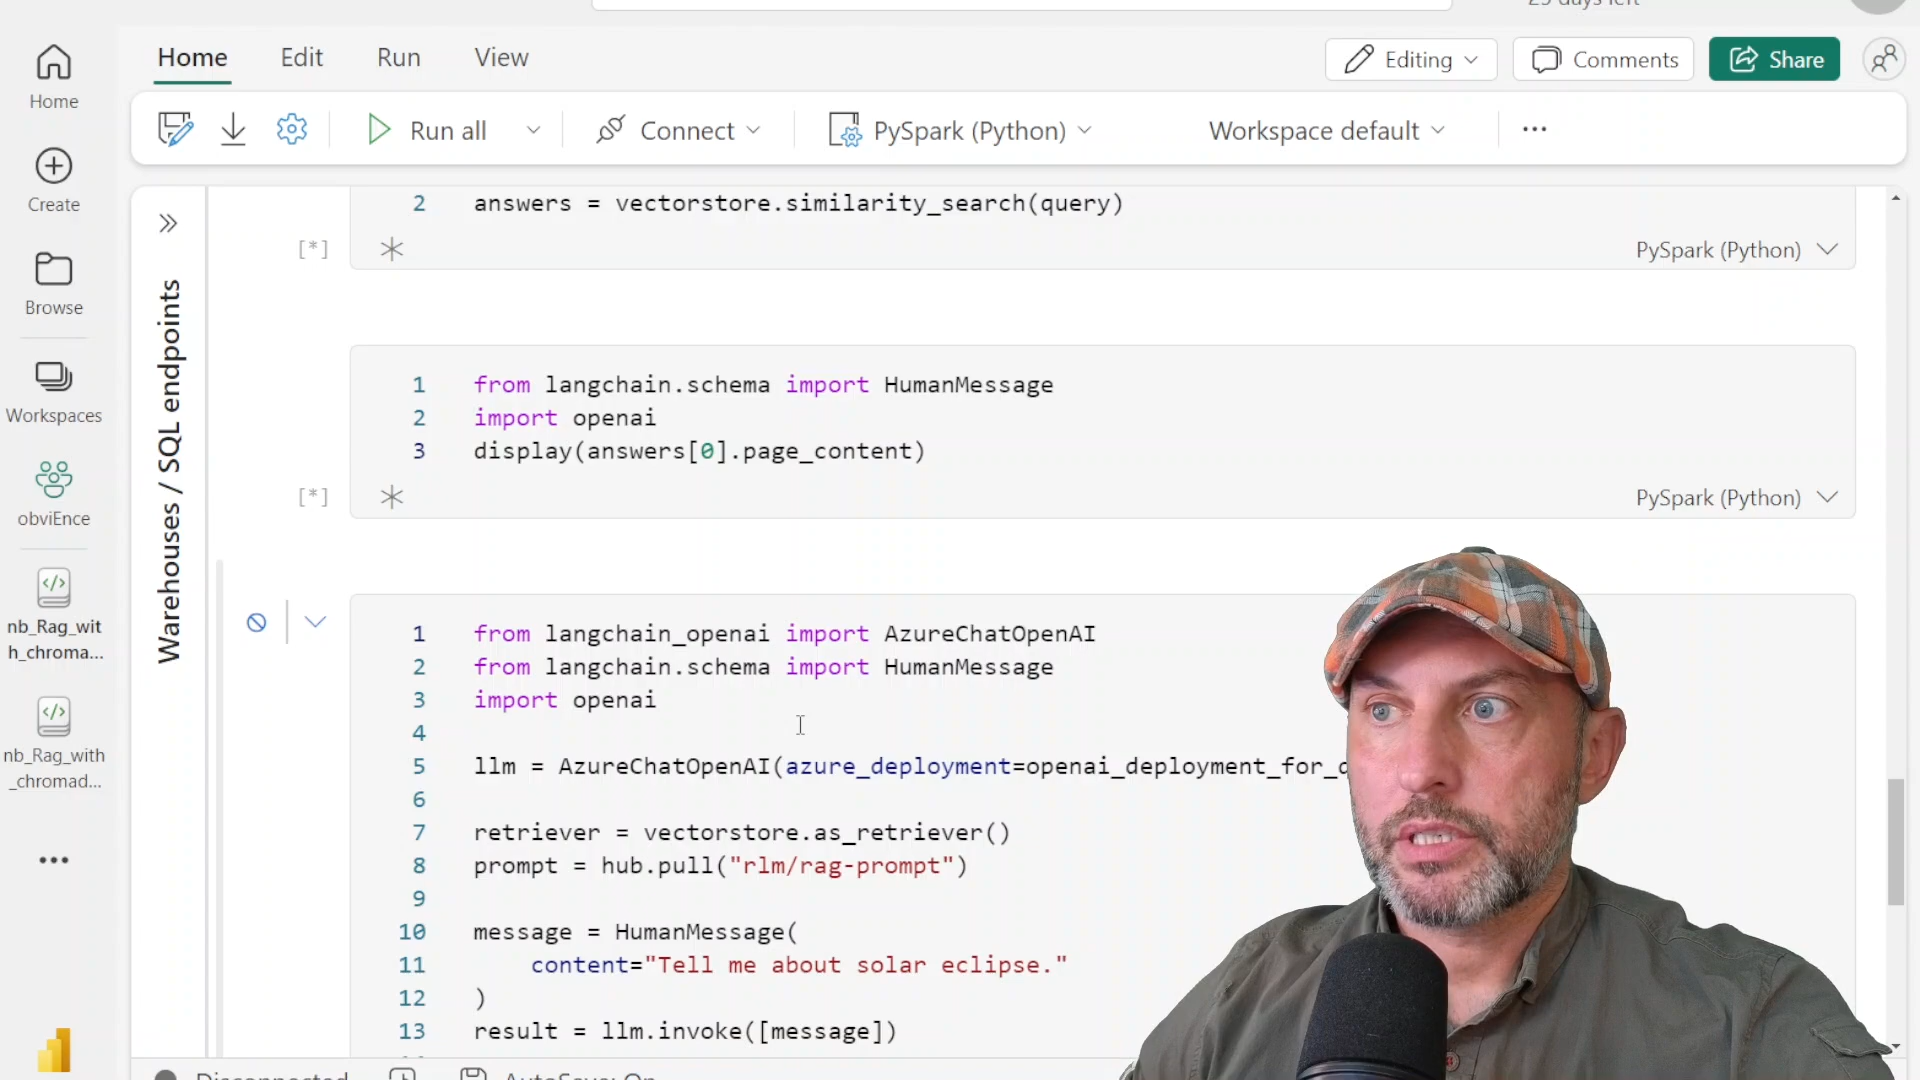 Home
Edit
Run
View
Editing
Comments
Share
Home
Create
Browse
Workspaces
obviEnce
nb_Rag_wit
h_chroma...
nb_Rag_with
_chromad...
Run all
Connect
PySpark (Python)
Workspace default
Warehouses / SQL endpoints
2 answers = vectorstore.similarity_search(query)
[*]
PySpark (Python)
1 from langchain.schema import HumanMessage
2 import openai
3 display(answers[0].page_content)
[*]
PySpark (Python)
1 from langchain_openai import AzureChatOpenAI
2 from langchain.schema import HumanMessage
3 import openai
4
5 llm = AzureChatOpenAI(azure_deployment=openai_deployment_for_
6
7 retriever = vectorstore.as_retriever()
8 prompt = hub.pull("rlm/rag-prompt")
9
10 message = HumanMessage(
11 content="Tell me about solar eclipse."
12 )
13 result = llm.invoke([message])
Disconnected
AutoSave: On